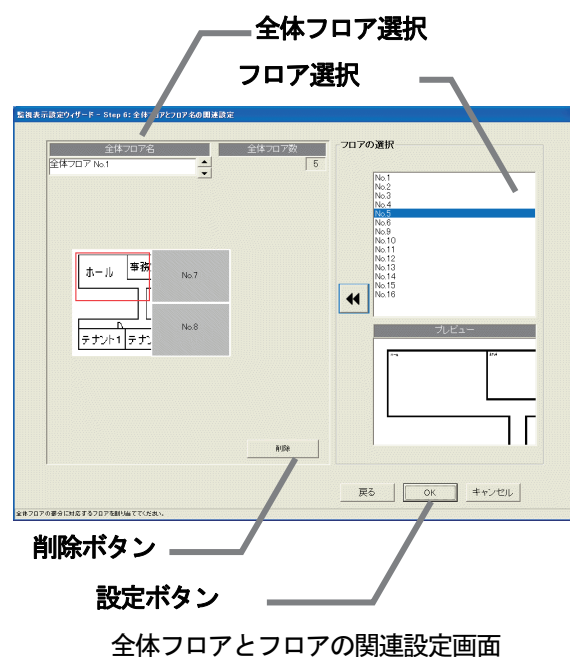 全体フロア選択
フロア選択
監視表示設定ウィザード - Step 6: 全体フロアとフロア名の関連設定
全体フロア名
全体フロア数
フロアの選択
全体フロア No.1
5
No.1
No.2
No.3
No.4
No.5
No.6
No.9
No.10
No.11
No.12
No.13
No.14
No.15
No.16
ホール
事務
No.7
No.8
テナント1
テナン
プレビュー
削除
戻る
OK
キャンセル
全体フロアの要分に対応するフロアを割り当ててください。
削除ボタン
設定ボタン
全体フロアとフロアの関連設定画面